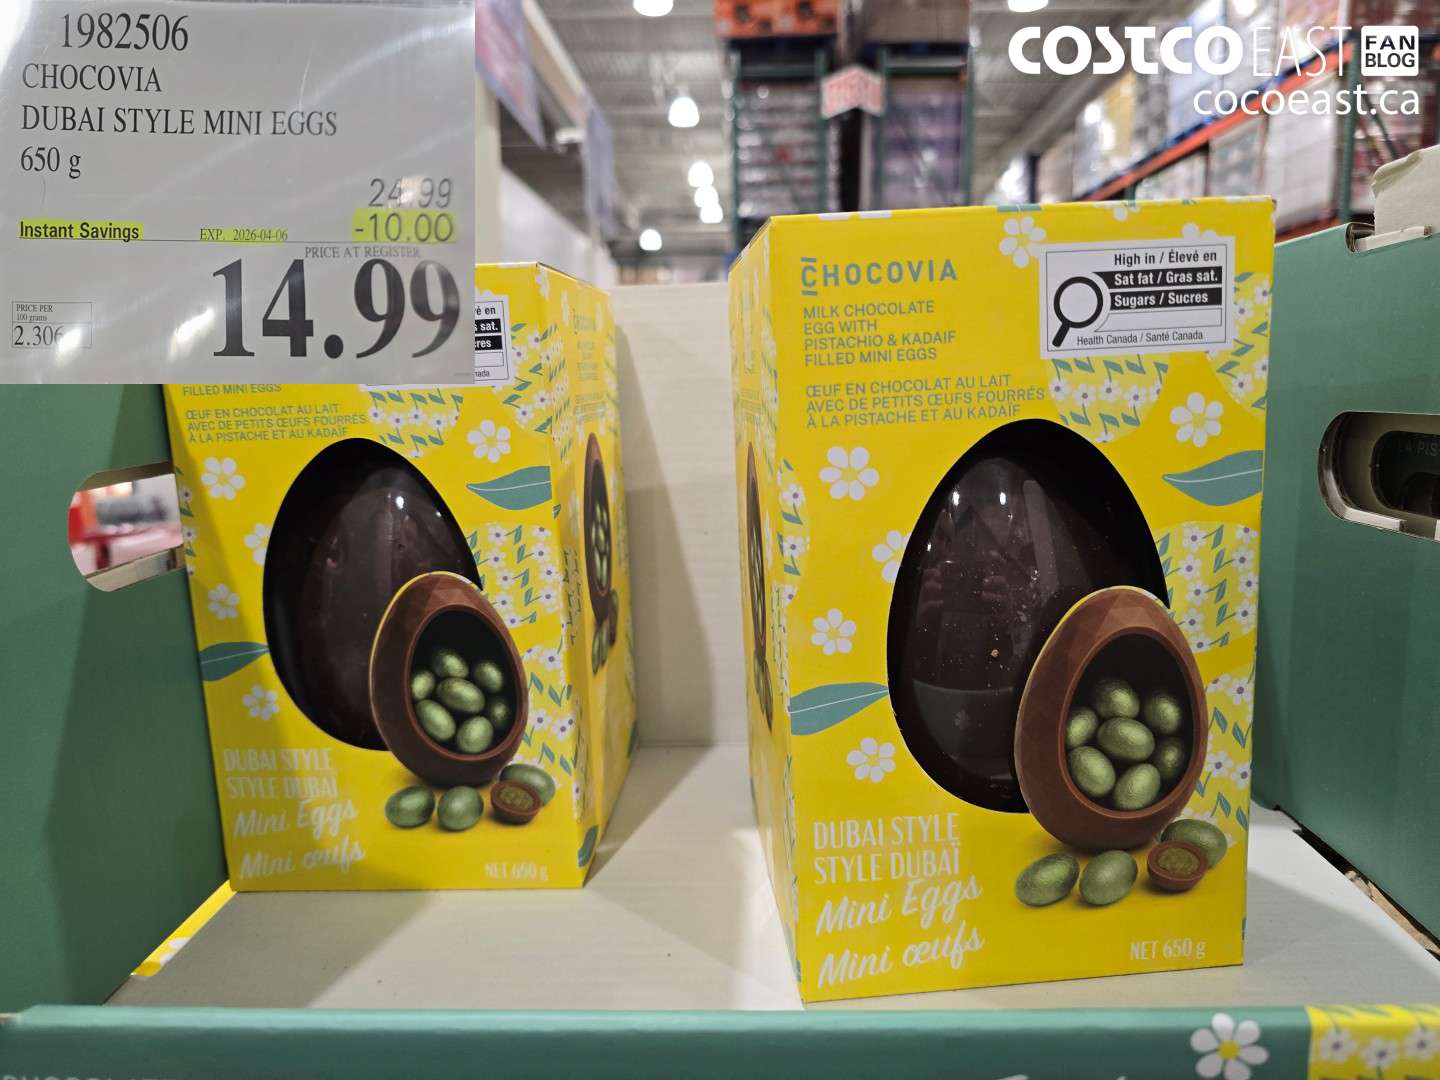 1982506
CHOCOVIA
DUBAI STYLE MINI EGGS
650 g
24.99
Instant Savings EXP. 2026-04-06 -10.00
PRICE AT REGISTER
14.99
PRICE PER
100 grams
2.306
COSTCO EAST FAN BLOG
cocoeast.ca
FILLED MINI EGGS
ŒUF EN CHOCOLAT AU LAIT
AVEC DE PETITS ŒUFS FOURRÉS
À LA PISTACHE ET AU KADAÏF
DUBAI STYLE
STYLE DUBAÏ
Mini Eggs
Mini œufs
NET 650 g
CHOCOVIA
MILK CHOCOLATE
EGG WITH
PISTACHIO & KADAIF
FILLED MINI EGGS
ŒUF EN CHOCOLAT AU LAIT
AVEC DE PETITS ŒUFS FOURRÉS
À LA PISTACHE ET AU KADAÏF
High in / Élevé en
Sat fat / Gras sat.
Sugars / Sucres
Health Canada / Santé Canada
DUBAI STYLE
STYLE DUBAÏ
Mini Eggs
Mini œufs
NET 650 g